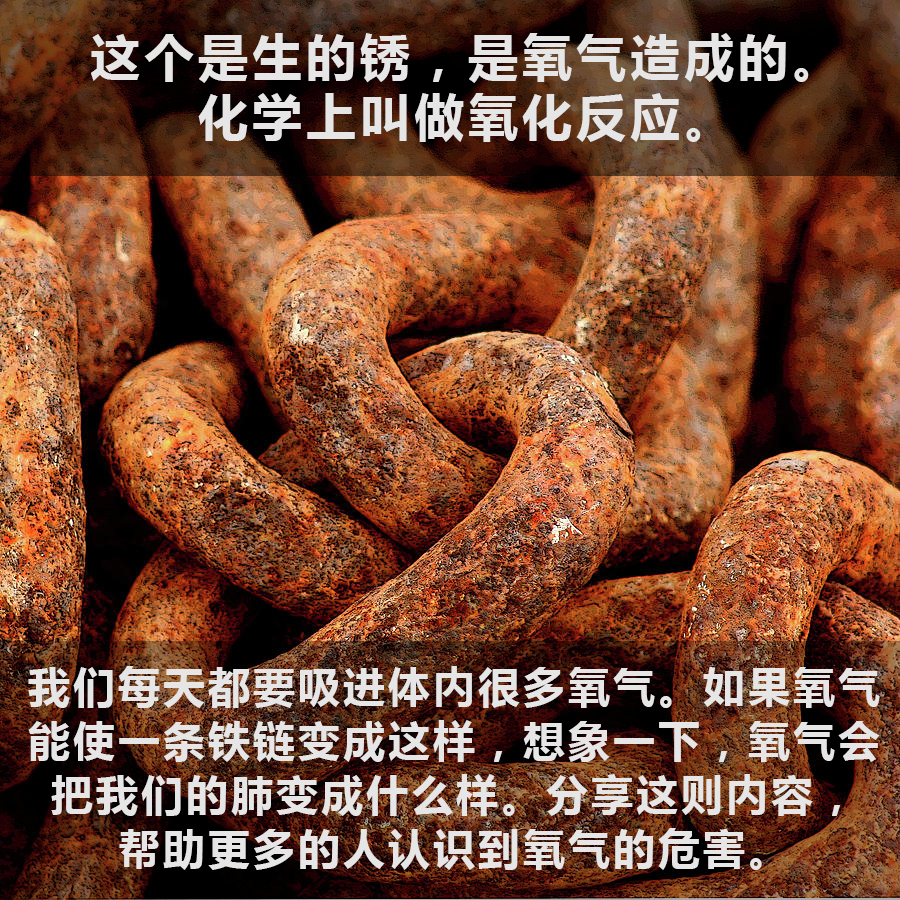 这个是生的锈，是氧气造成的。
化学上叫做氧化反应。
我们每天都要吸进体内很多氧气。如果氧气
能使一条铁链变成这样，想象一下，氧气会
把我们的肺变成什么样。分享这则内容，
帮助更多的人认识到氧气的危害。